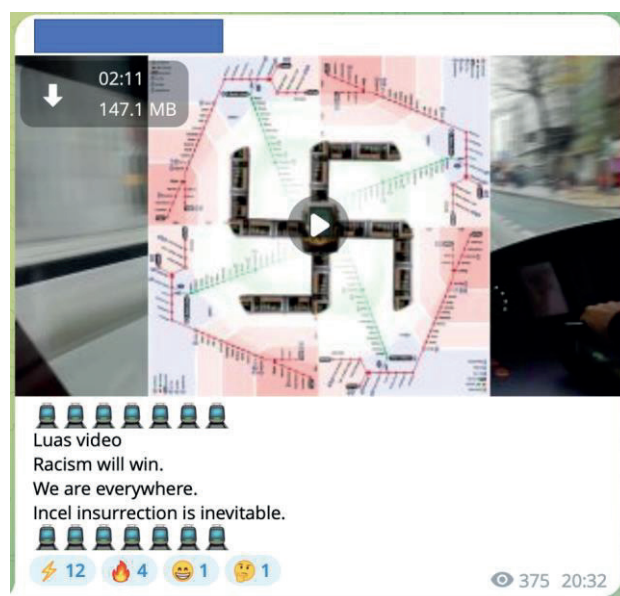 02:11
147.1 MB
Luas video
Racism will win.
We are everywhere.
Incel insurrection is inevitable.
12
4
1
1
375 20:32